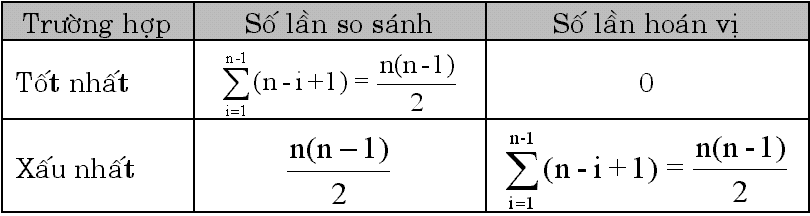 Trường hợp Số lần so sánh Số lần hoán vị
Tốt nhất \sum_{i=1}^{n-1}(n-i+1) = \frac{n(n-1)}{2} 0
Xấu nhất \frac{n(n-1)}{2} \sum_{i=1}^{n-1}(n-i+1) = \frac{n(n-1)}{2}